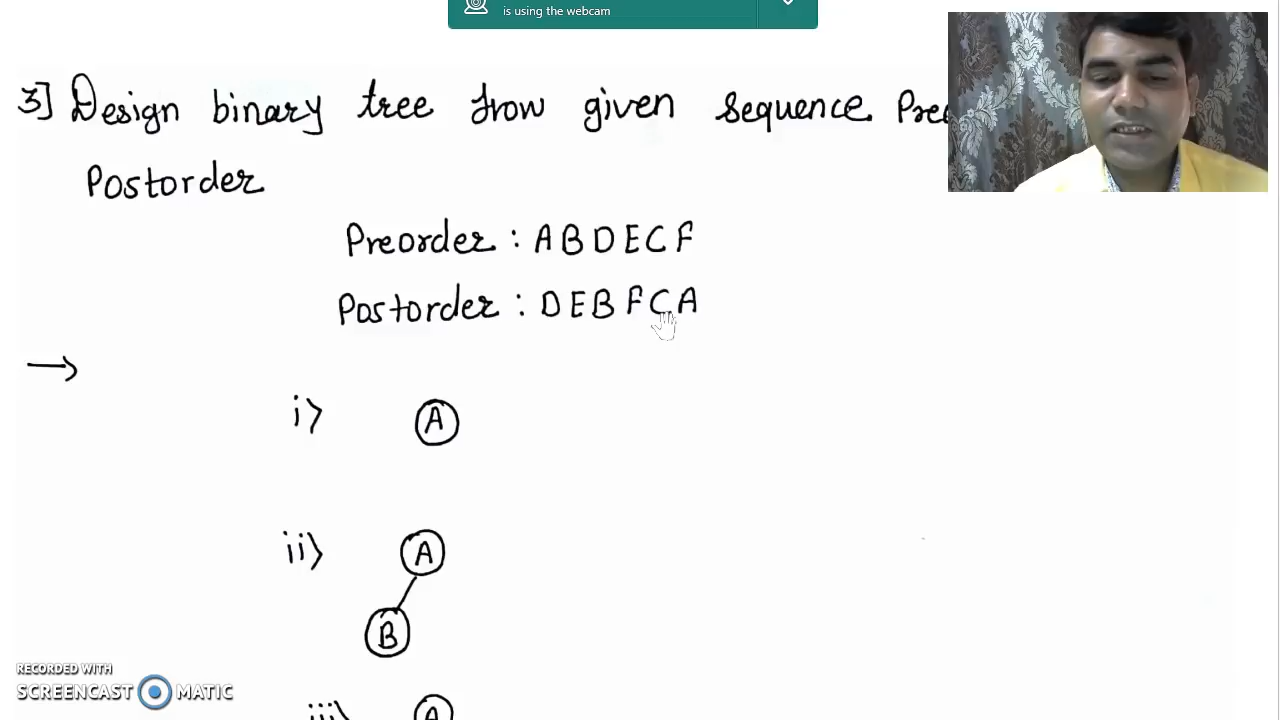 is using the webcam
3] Design binary tree from given sequence
Postorder
Preorder : A B D E C F
Postorder : D E B F C A
→
i> A
ii> A
B
iii> A
RECORDED WITH
SCREENCAST MATIC